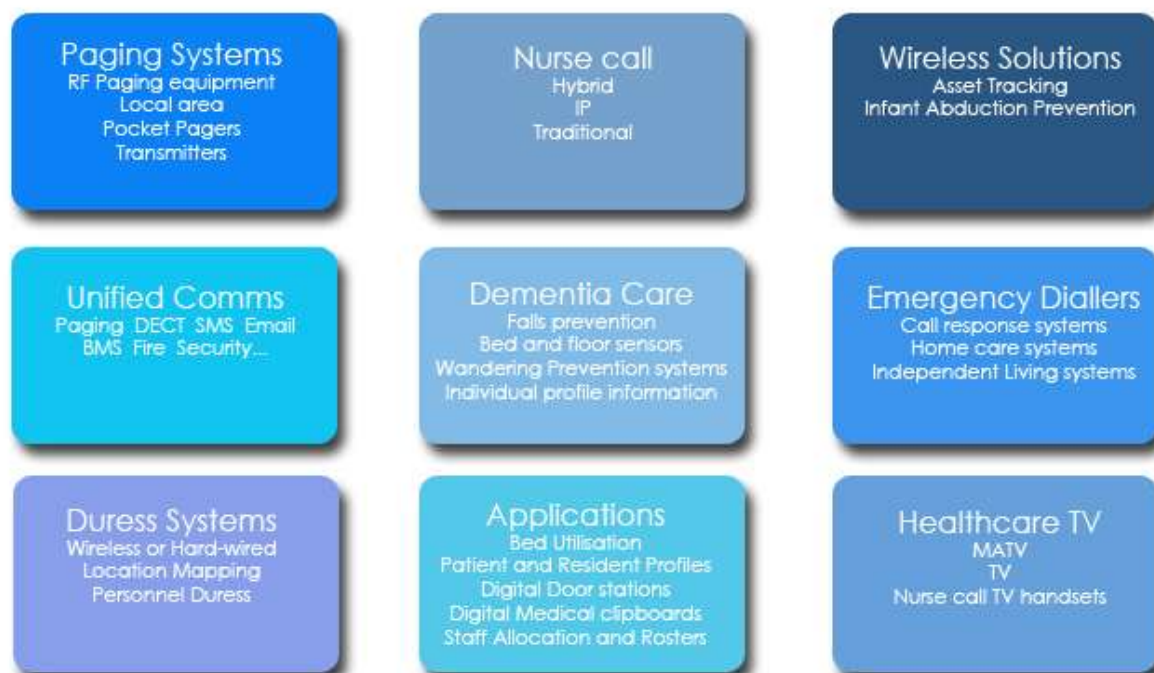 Paging Systems
RF Paging equipment
Local area
Pocket Pagers
Transmitters
Nurse call
Hybrid
IP
Traditional
Wireless Solutions
Asset Tracking
Infant Abduction Prevention
Unified Comms
Paging DECT SMS Email
BMS Fire Security...
Dementia Care
Falls prevention
Bed and floor sensors
Wandering Prevention systems
Individual profile information
Emergency Diallers
Call response systems
Home care systems
Independent Living systems
Duress Systems
Wireless or Hard-wired
Location Mapping
Personnel Duress
Applications
Bed Utilisation
Patient and Resident Profiles
Digital Door stations
Digital Medical clipboards
Staff Allocation and Rosters
Healthcare TV
MATV
TV
Nurse call TV handsets